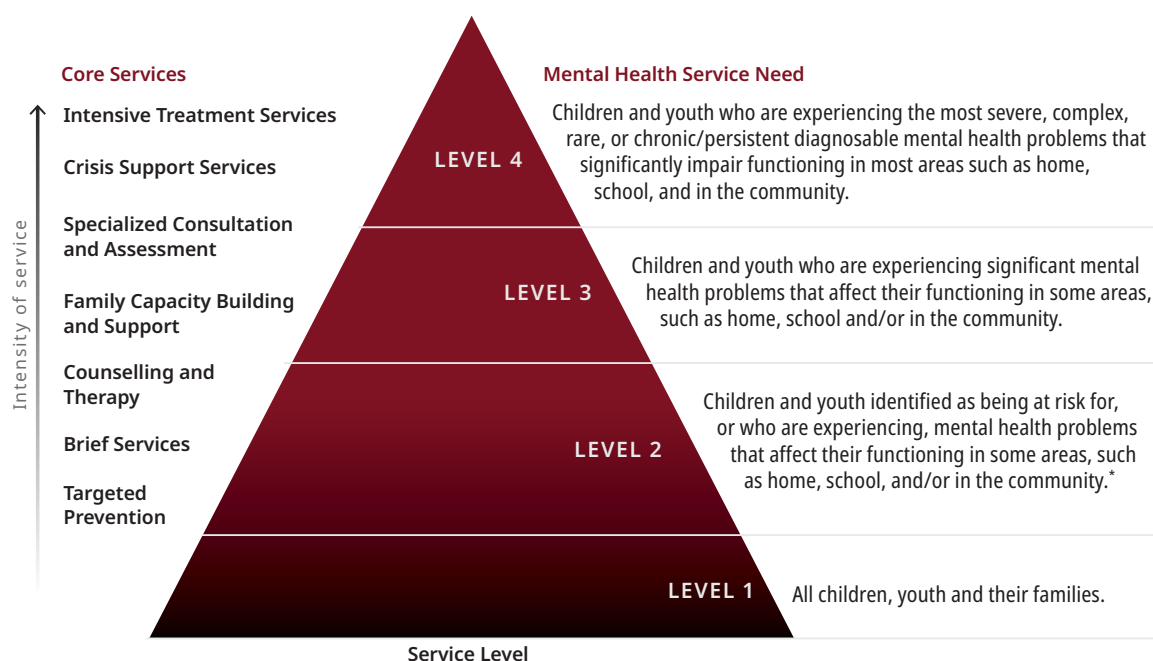 Core Services
Intensive Treatment Services
Crisis Support Services
Specialized Consultation
and Assessment
Family Capacity Building
and Support
Counselling and
Therapy
Brief Services
Targeted
Prevention
Intensity of service
LEVEL 4
LEVEL 3
LEVEL 2
LEVEL 1
Service Level
Mental Health Service Need
Children and youth who are experiencing the most severe, complex,
rare, or chronic/persistent diagnosable mental health problems that
significantly impair functioning in most areas such as home,
school, and in the community.
Children and youth who are experiencing significant mental
health problems that affect their functioning in some areas,
such as home, school and/or in the community.
Children and youth identified as being at risk for,
or who are experiencing, mental health problems
that affect their functioning in some areas, such
as home, school, and/or in the community.*
All children, youth and their families.